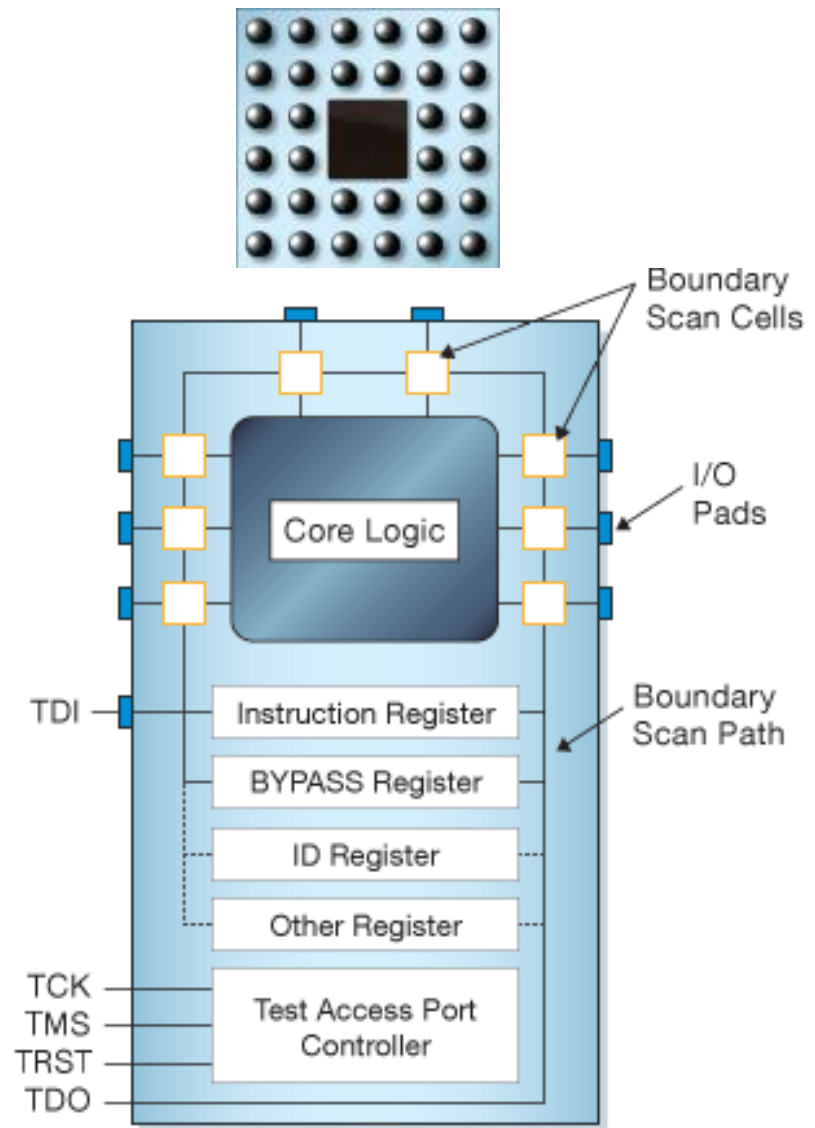 Boundary
Scan Cells
I/O
Pads
Core Logic
TDI
Instruction Register
Boundary
Scan Path
BYPASS Register
ID Register
Other Register
TCK
TMS
TRST
TDO
Test Access Port
Controller